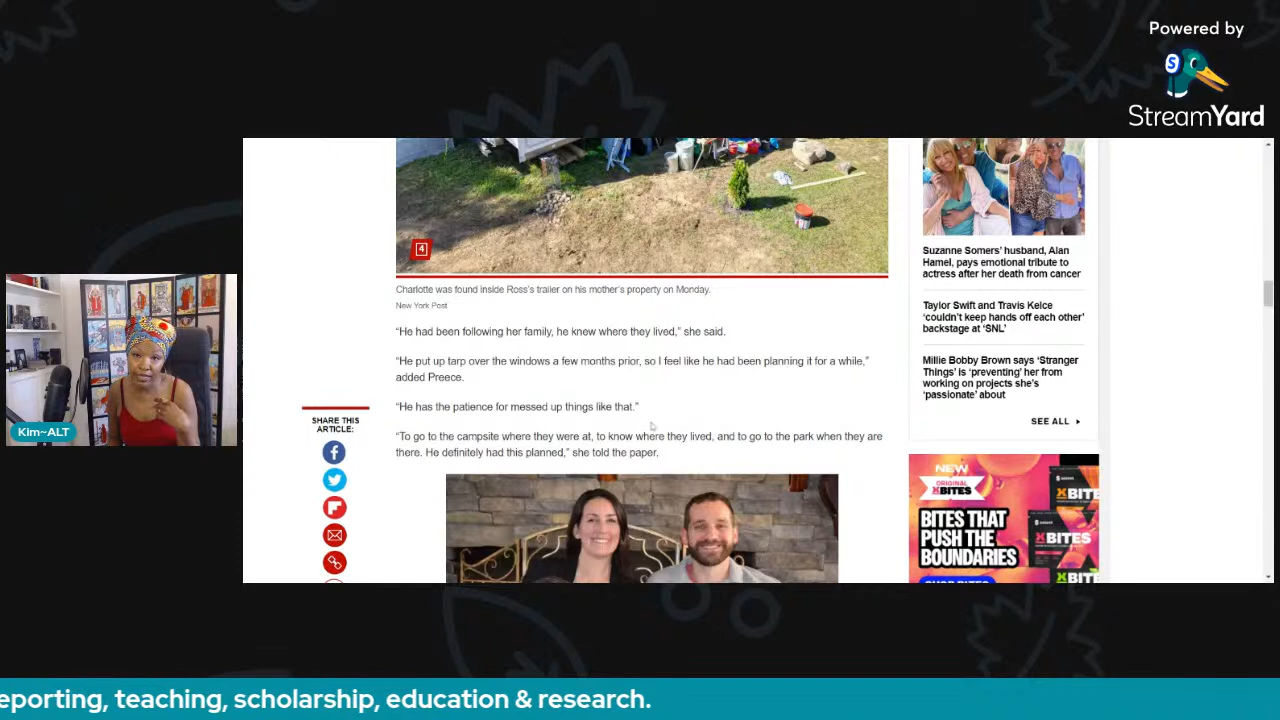 Powered by
S
StreamYard
4
Charlotte was found inside Ross's trailer on his mother's property on Monday.
New York Post
“He had been following her family, he knew where they lived,” she said.
“He put up tarp over the windows a few months prior, so I feel like he had been planning it for a while,”
added Preece.
“He has the patience for messed up things like that.”
“To go to the campsite where they were at, to know where they lived, and to go to the park when they are
there. He definitely had this planned,” she told the paper.
SHARE THIS
ARTICLE:
Suzanne Somers’ husband, Alan
Hamel, pays emotional tribute to
actress after her death from cancer
Taylor Swift and Travis Kelce
‘couldn’t keep hands off each other’
backstage at ‘SNL’
Millie Bobby Brown says ‘Stranger
Things’ is ‘preventing’ her from
working on projects she’s
‘passionate’ about
SEE ALL
NEW
ORIGINAL
XBITES
BITES THAT
PUSH THE
BOUNDARIES
SHOP BITES
XBITE
XBITES
XBIT
Kim~ALT
eporting, teaching, scholarship, education & research.